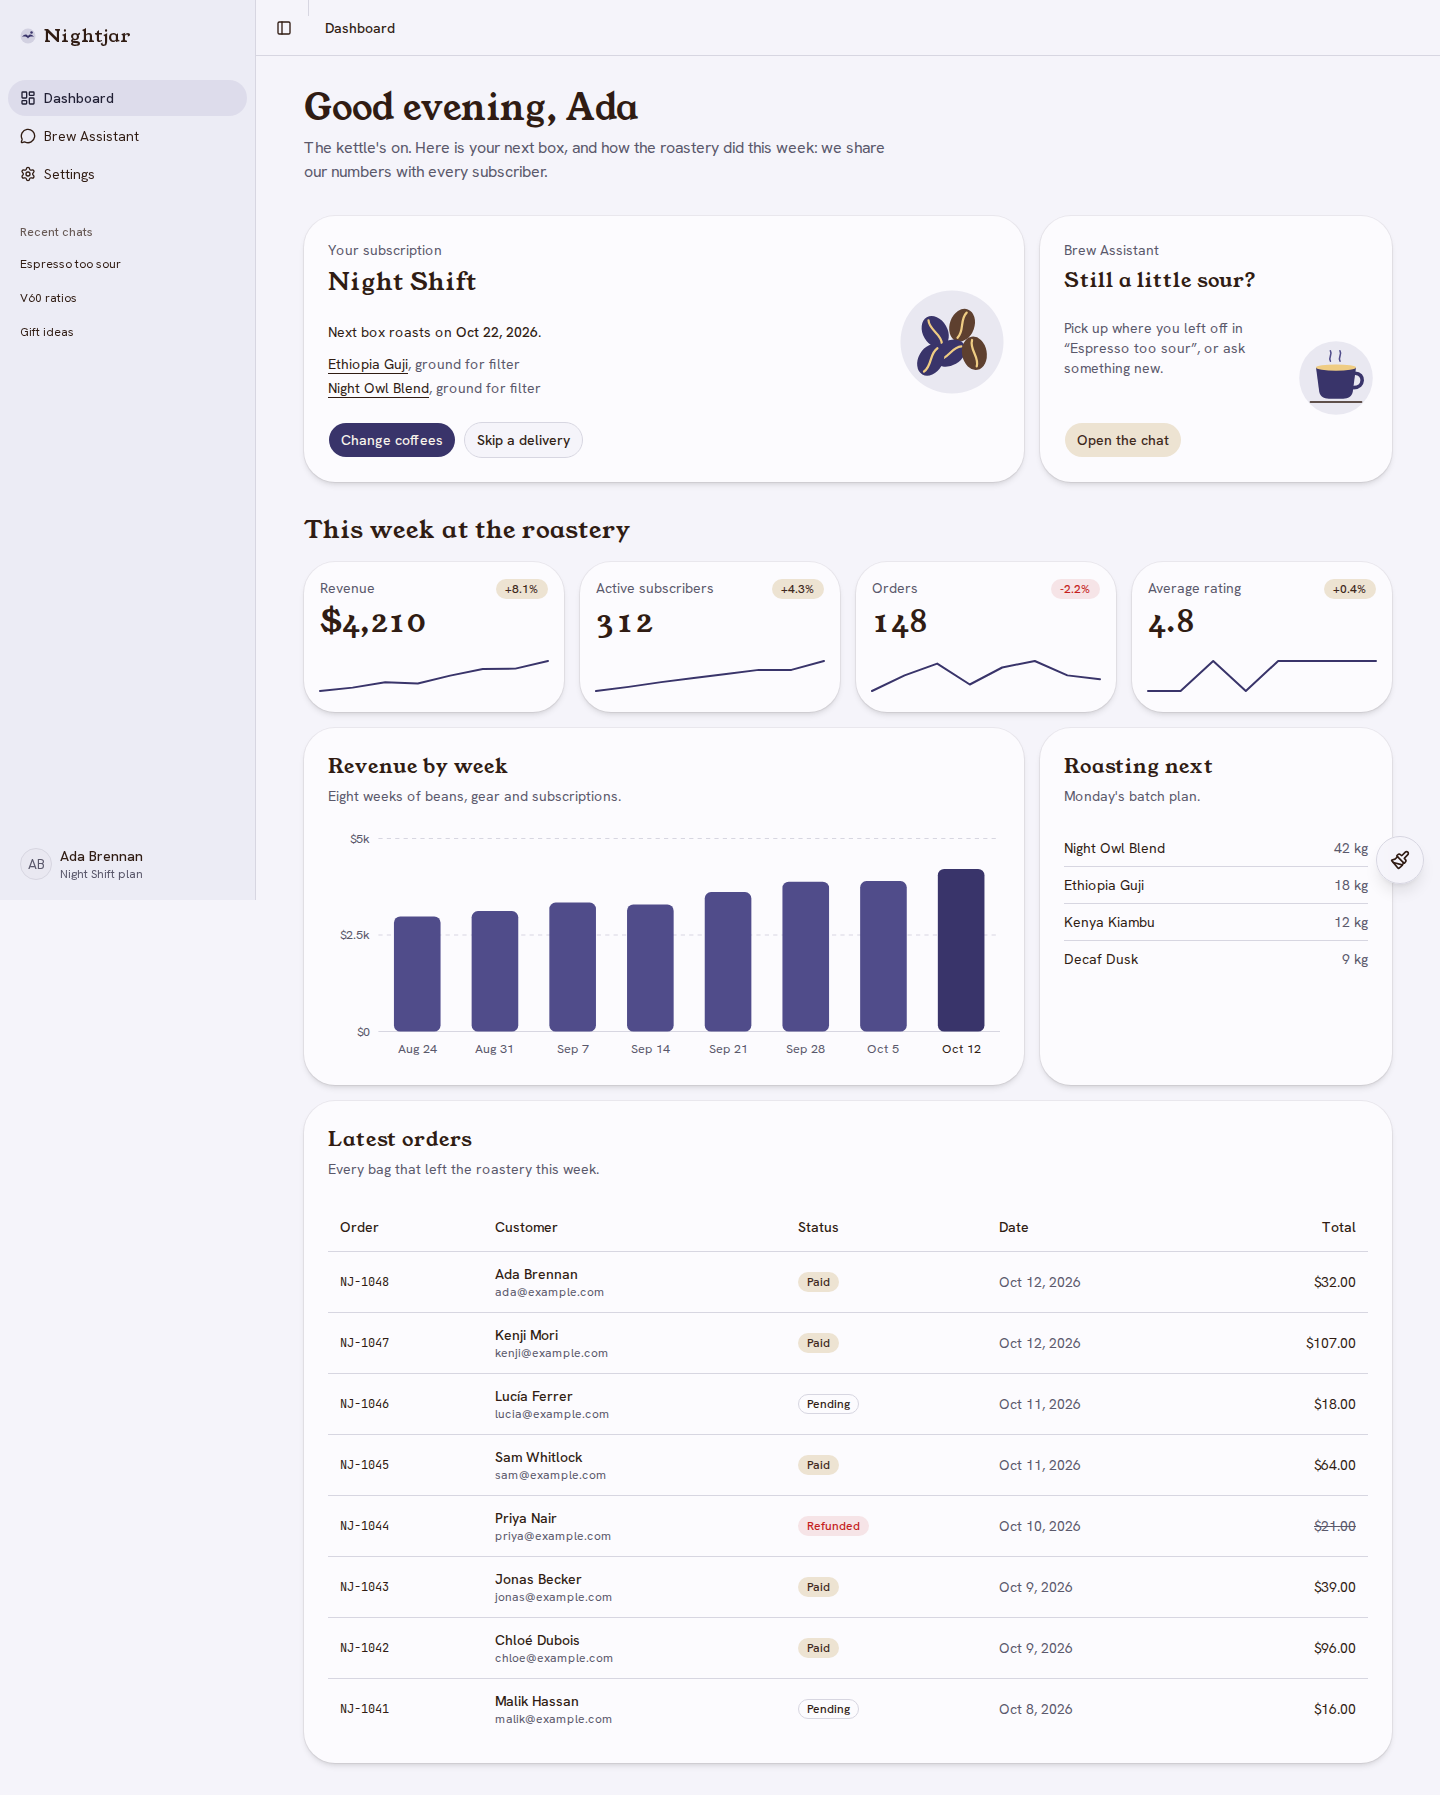 Nightjar
Dashboard
Brew Assistant
Settings
Recent chats
Espresso too sour
V60 ratios
Gift ideas
AB
Ada Brennan
Night Shift plan
Dashboard
Good evening, Ada
The kettle's on. Here is your next box, and how the roastery did this week: we share
our numbers with every subscriber.
Your subscription
Night Shift
Next box roasts on Oct 22, 2026.
Ethiopia Guji, ground for filter
Night Owl Blend, ground for filter
Change coffees
Skip a delivery
Brew Assistant
Still a little sour?
Pick up where you left off in
“Espresso too sour”, or ask
something new.
Open the chat
This week at the roastery
Revenue
+8.1%
$4,210
Active subscribers
+4.3%
312
Orders
-2.2%
148
Average rating
+0.4%
4.8
Revenue by week
Eight weeks of beans, gear and subscriptions.
$5k
$2.5k
$0
Aug 24 Aug 31 Sep 7 Sep 14 Sep 21 Sep 28 Oct 5 Oct 12
Roasting next
Monday's batch plan.
Night Owl Blend 42 kg
Ethiopia Guji 18 kg
Kenya Kiambu 12 kg
Decaf Dusk 9 kg
Latest orders
Every bag that left the roastery this week.
Order Customer Status Date Total
NJ-1048 Ada Brennan Paid Oct 12, 2026 $32.00
ada@example.com
NJ-1047 Kenji Mori Paid Oct 12, 2026 $107.00
kenji@example.com
NJ-1046 Lucía Ferrer Pending Oct 11, 2026 $18.00
lucia@example.com
NJ-1045 Sam Whitlock Paid Oct 11, 2026 $64.00
sam@example.com
NJ-1044 Priya Nair Refunded Oct 10, 2026 $21.00
priya@example.com
NJ-1043 Jonas Becker Paid Oct 9, 2026 $39.00
jonas@example.com
NJ-1042 Chloé Dubois Paid Oct 9, 2026 $96.00
chloe@example.com
NJ-1041 Malik Hassan Pending Oct 8, 2026 $16.00
malik@example.com